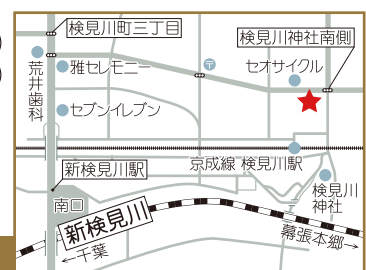 検見川町三丁目
検見川神社南側
荒井歯科
雅セレモニー
〒
セオサイクル
セブンイレブン
新検見川駅
京成線 検見川駅
検見川
神社
南口
新検見川
←千葉
幕張本郷→